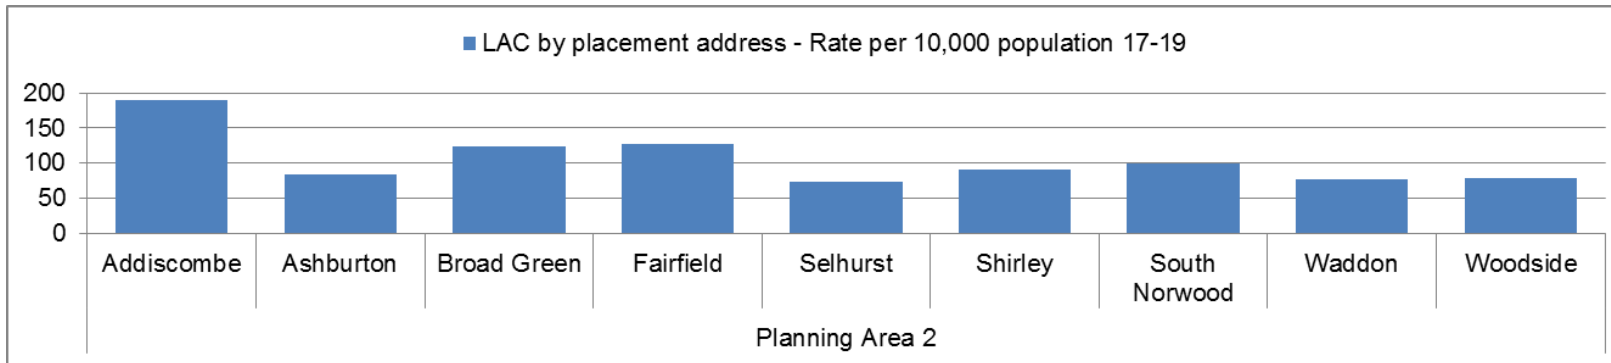 LAC by placement address - Rate per 10,000 population 17-19
200
150
100
50
0
Addiscombe
Ashburton
Broad Green
Fairfield
Selhurst
Shirley
South
Norwood
Waddon
Woodside
Planning Area 2